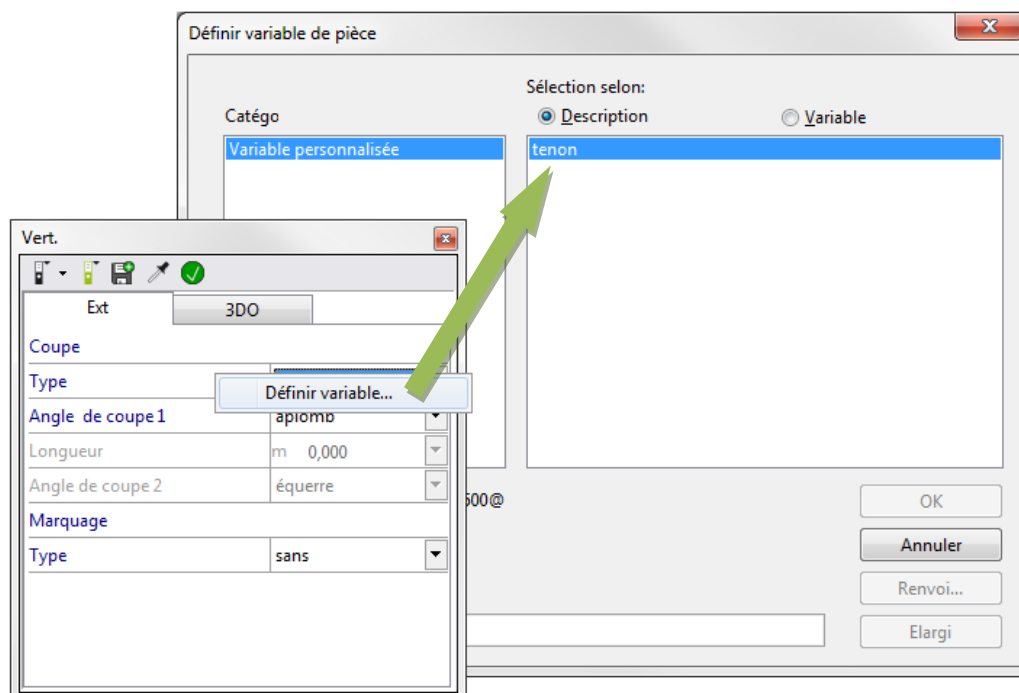 Définir variable de pièce
Sélection selon:
Catégo
Description
Variable
Variable personnalisée
tenon
Vert.
Ext
3DO
Coupe
Type
Définir variable...
Angle de coupe 1
aplomb
Longueur
m 0,000
Angle de coupe 2
équerre
Marquage
Type
sans
500@
OK
Annuler
Renvoi...
Elargi